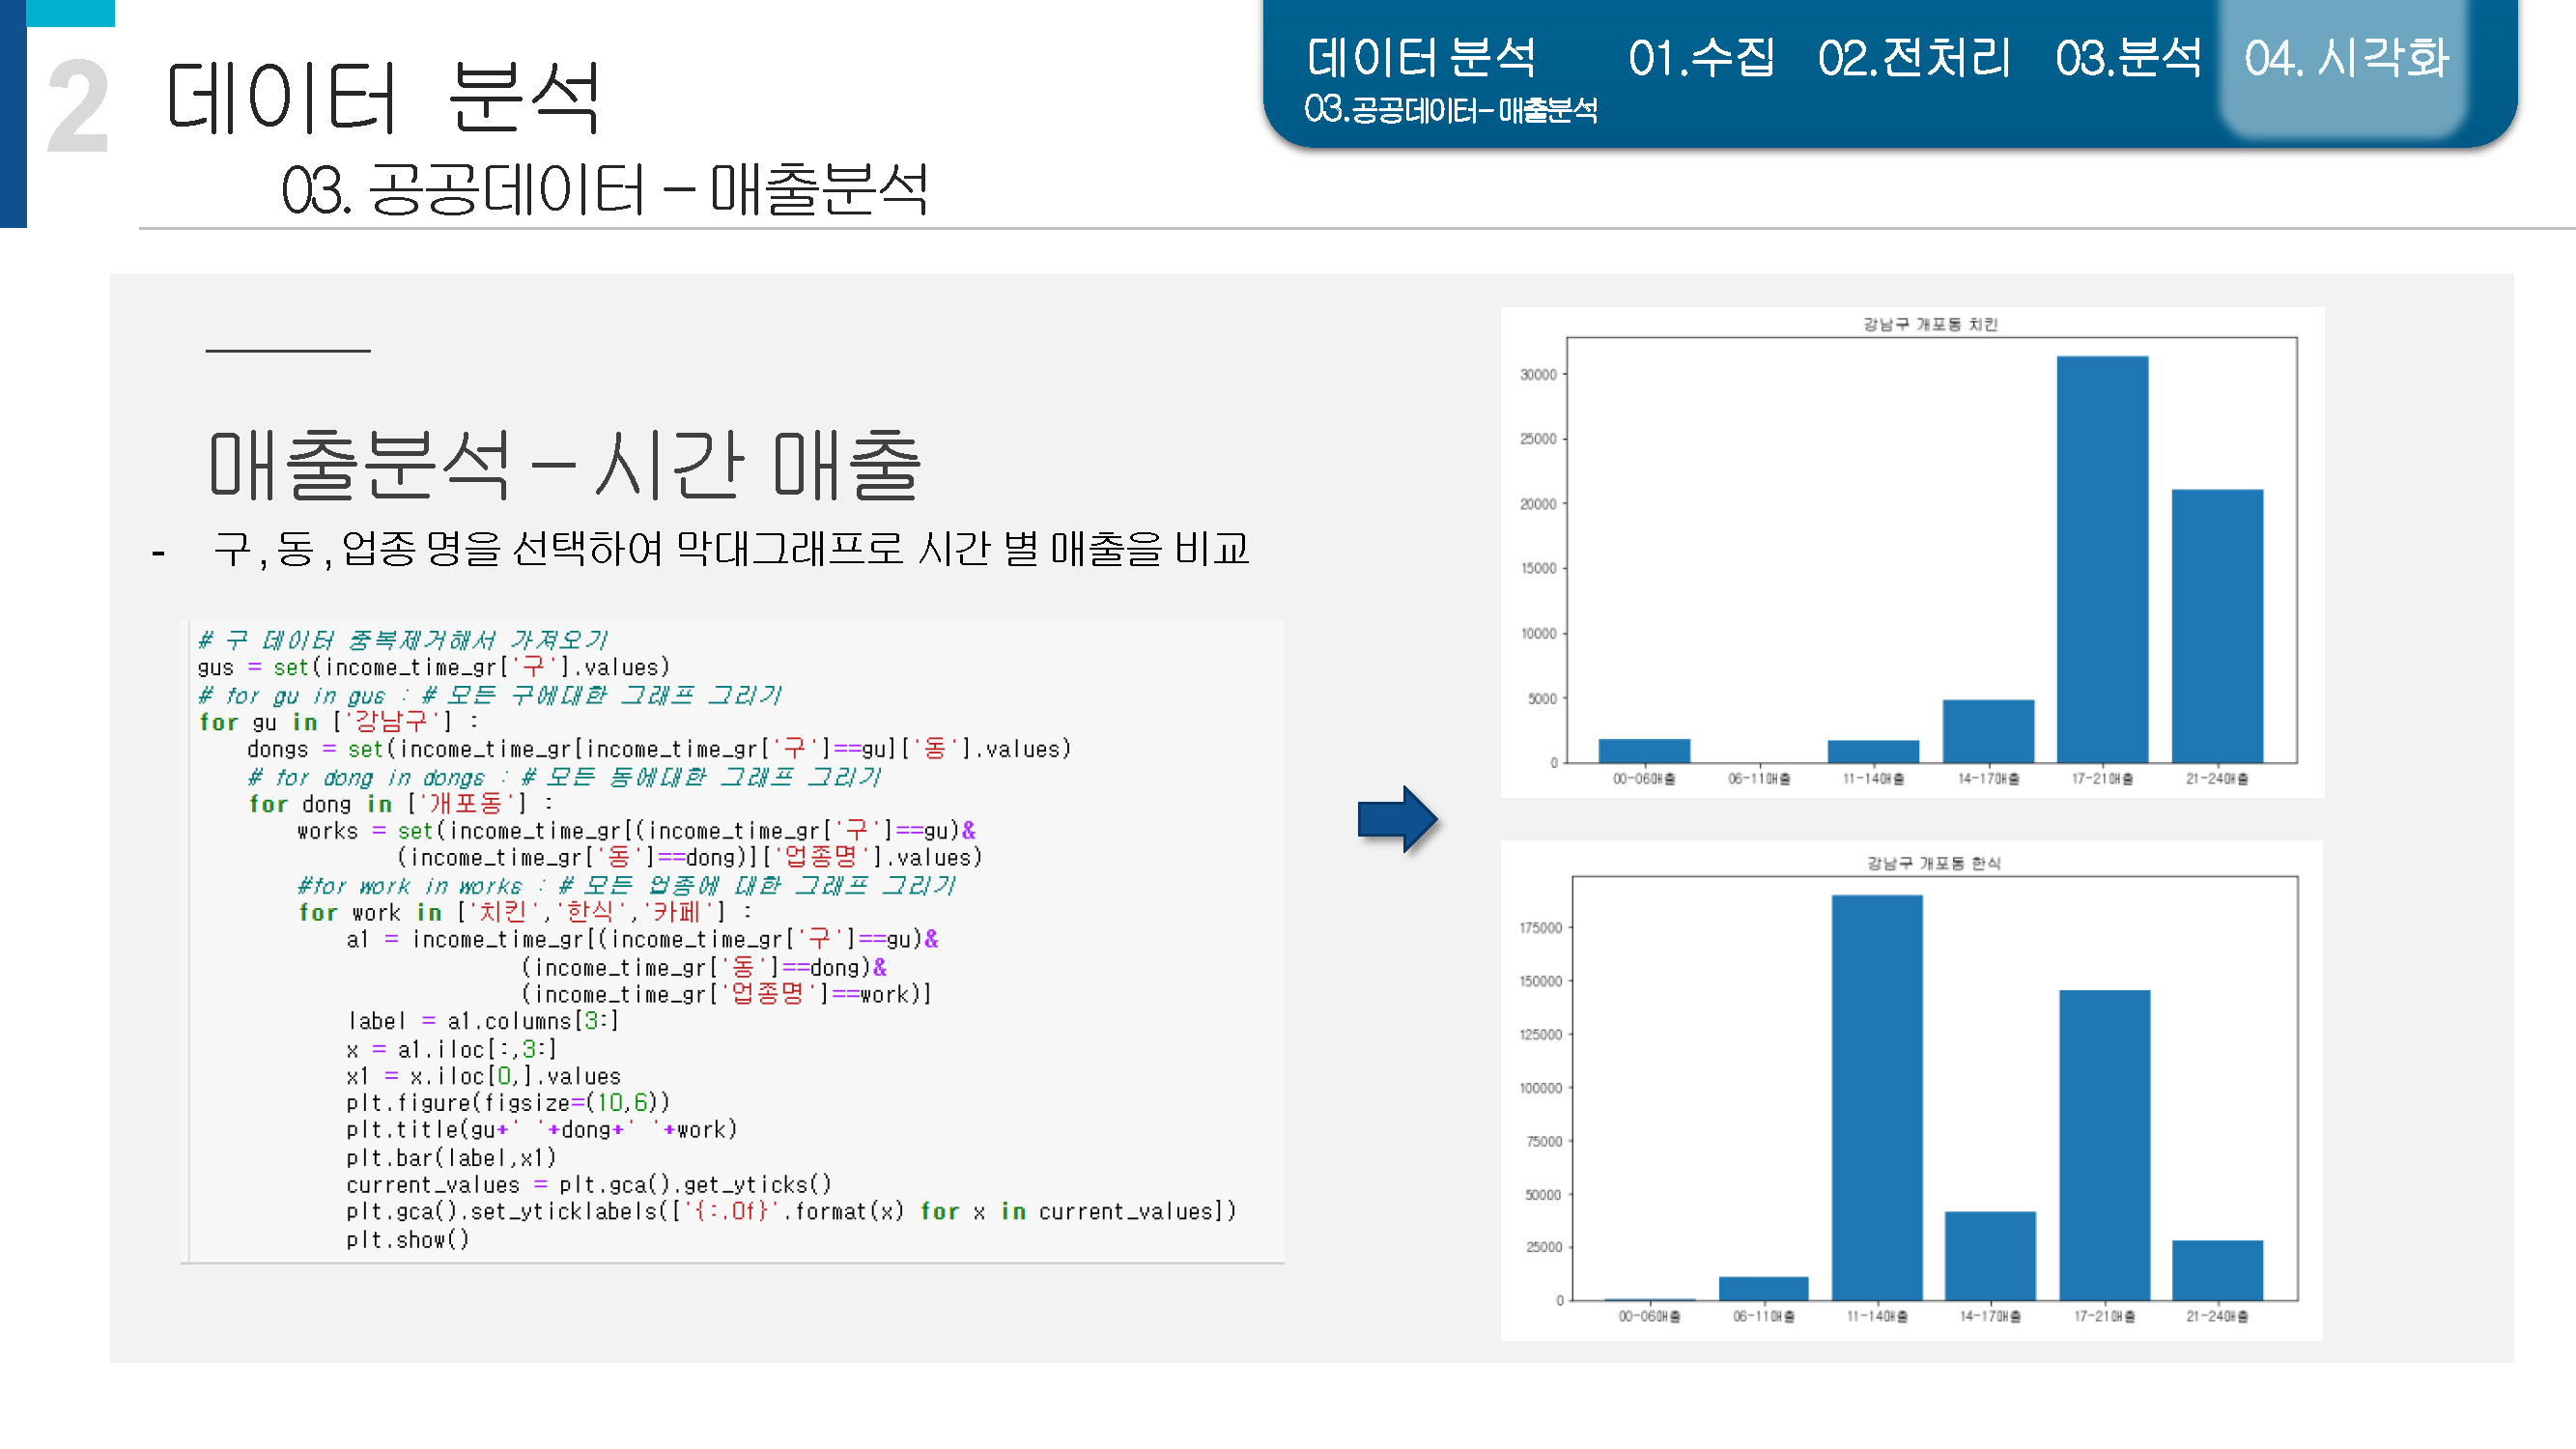 2
데이터 분석
03. 공공데이터 – 매출분석
데이터 분석 01.수집 02.전처리 03.분석 04. 시각화
03.공공데이터– 매출분석
매출분석 – 시간 매출
- 구, 동, 업종 명을 선택하여 막대그래프로 시간 별 매출을 비교
# 구 데이터 중복제거해서 가져오기
gus = set(income_time_gr['구'].values)
# for gu in gus : # 모든 구에대한 그래프 그리기
for gu in ['강남구'] :
dongs = set(income_time_gr[income_time_gr['구']==gu]['동'].values)
# for dong in dongs : # 모든 동에대한 그래프 그리기
for dong in ['개포동'] :
works = set(income_time_gr[(income_time_gr['구']==gu)&
(income_time_gr['동']==dong)]['업종명'].values)
#for work in works : # 모든 업종에 대한 그래프 그리기
for work in ['치킨','한식','카페'] :
a1 = income_time_gr[(income_time_gr['구']==gu)&
(income_time_gr['동']==dong)&
(income_time_gr['업종명']==work)]
label = a1.columns[3:]
x = a1.iloc[:,3:]
x1 = x.iloc[0,].values
plt.figure(figsize=(10,6))
plt.title(gu+' '+dong+' '+work)
plt.bar(label,x1)
current_values = plt.gca().get_yticks()
plt.gca().set_yticklabels(['{:.0f}'.format(x) for x in current_values])
plt.show()
강남구 개포동 치킨
30000
25000
20000
15000
10000
5000
0
00-06매출 06-11매출 11-14매출 14-17매출 17-21매출 21-24매출
강남구 개포동 한식
175000
150000
125000
100000
75000
50000
25000
0
00-06매출 06-11매출 11-14매출 14-17매출 17-21매출 21-24매출